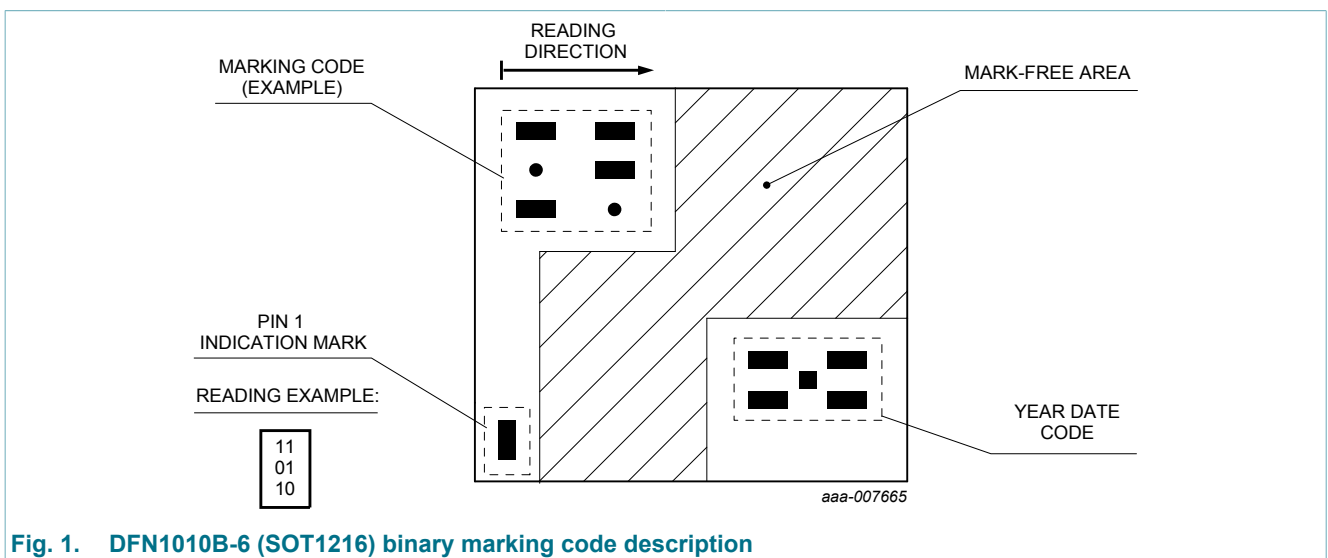 READING
DIRECTION
MARKING CODE
(EXAMPLE)
MARK-FREE AREA
PIN 1
INDICATION MARK
READING EXAMPLE:
11
01
10
YEAR DATE
CODE
aaa-007665
Fig. 1. DFN1010B-6 (SOT1216) binary marking code description